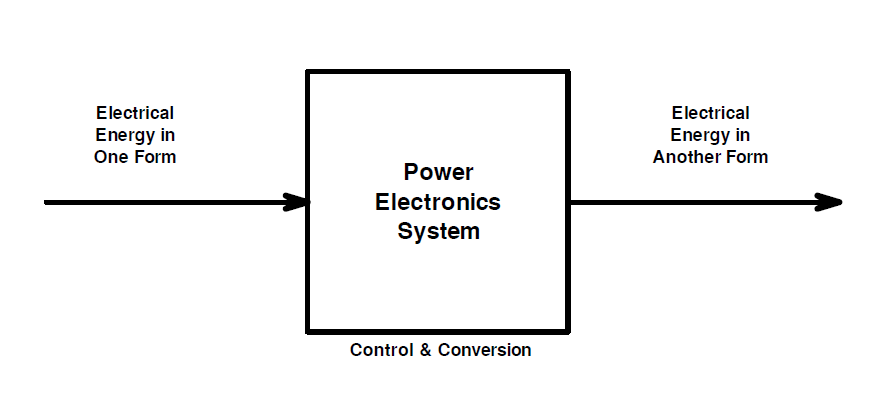 Electrical
Energy in
One Form
Power
Electronics
System
Electrical
Energy in
Another Form
Control & Conversion